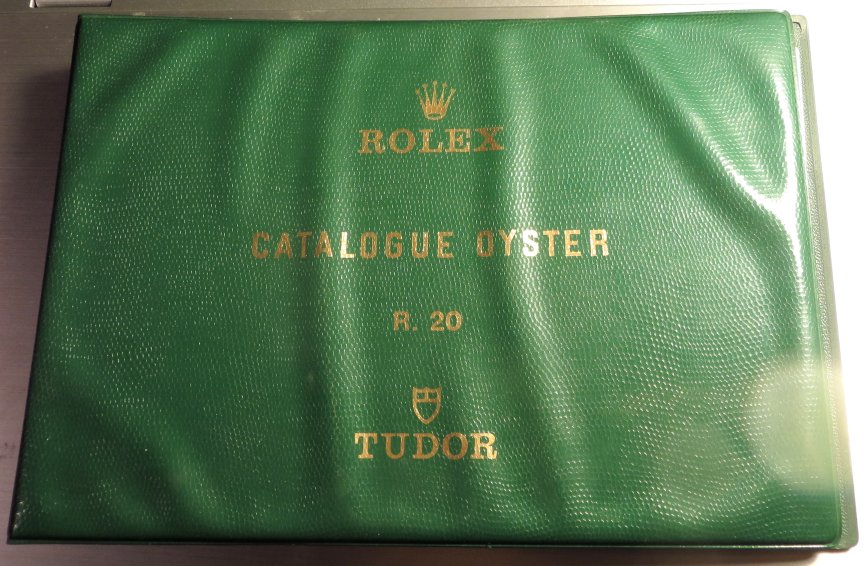 ROLEX
CATALOGUE OYSTER
R. 20
TUDOR